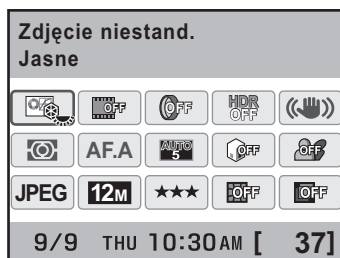 Zdjęcie niestand.
Jasne
OFF OFF HDR OFF
AF.A AUTO 5 OFF OFF
JPEG 12M ★★★ OFF OFF
9/9 THU 10:30AM [ 37]